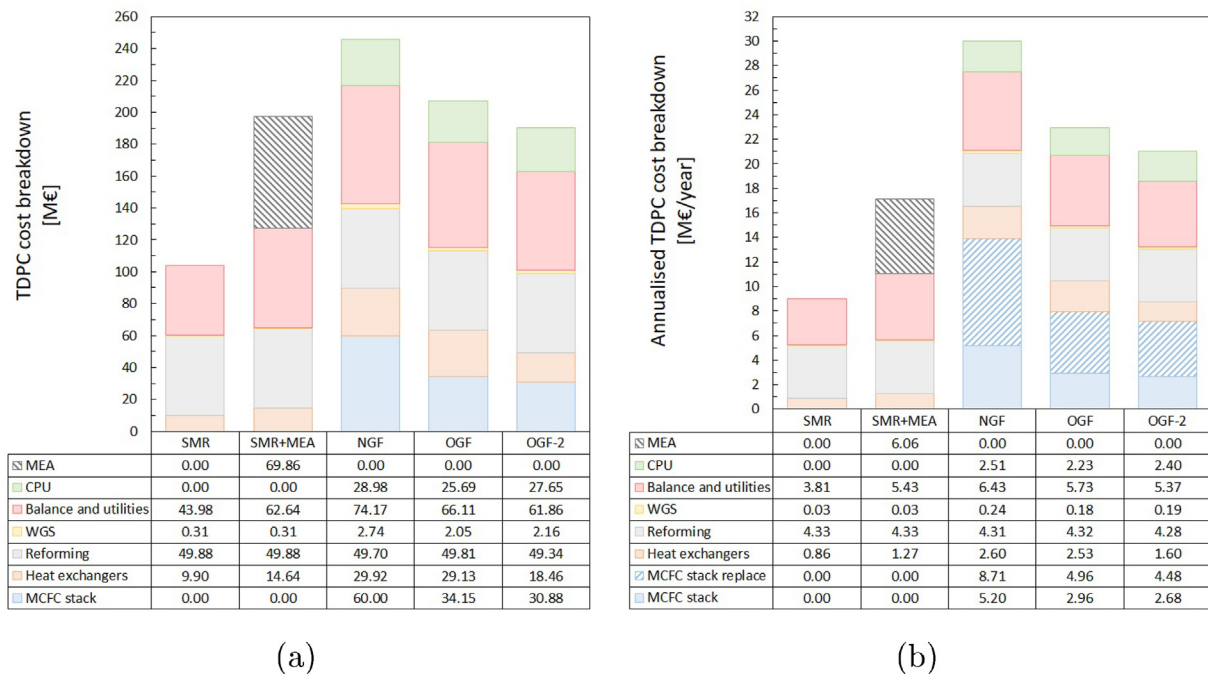 TDPC cost breakdown
[M€]
260
240
220
200
180
160
140
120
100
80
60
40
20
0
SMR SMR+MEA NGF OGF OGF-2
MEA 0.00 69.86 0.00 0.00 0.00
CPU 0.00 0.00 28.98 25.69 27.65
Balance and utilities 43.98 62.64 74.17 66.11 61.86
WGS 0.31 0.31 2.74 2.05 2.16
Reforming 49.88 49.88 49.70 49.81 49.34
Heat exchangers 9.90 14.64 29.92 29.13 18.46
MCFC stack 0.00 0.00 60.00 34.15 30.88
(a)
Annualised TDPC cost breakdown
[M€/year]
32
30
28
26
24
22
20
18
16
14
12
10
8
6
4
2
0
SMR SMR+MEA NGF OGF OGF-2
MEA 0.00 6.06 0.00 0.00 0.00
CPU 0.00 0.00 2.51 2.23 2.40
Balance and utilities 3.81 5.43 6.43 5.73 5.37
WGS 0.03 0.03 0.24 0.18 0.19
Reforming 4.33 4.33 4.31 4.32 4.28
Heat exchangers 0.86 1.27 2.60 2.53 1.60
MCFC stack replace 0.00 0.00 8.71 4.96 4.48
MCFC stack 0.00 0.00 5.20 2.96 2.68
(b)